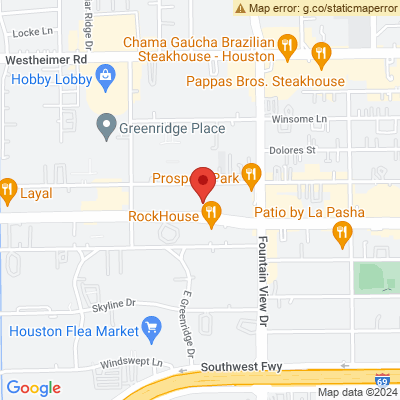 Map error: g.co/staticmaperror
Locke Ln
ar Ridge Dr
Chama Gaúcha Brazilian
Steakhouse - Houston
Westheimer Rd
Hobby Lobby
Pappas Bros. Steakhouse
Winsome Ln
Greenridge Place
Dolores St
Prospe
Park
Layal
RockHouse
Patio by La Pasha
Fountain View Dr
E Greenridge Dr
Skyline Dr
Houston Flea Market
Windswept Ln
Southwest Fwy
69
Google
Map data ©2024